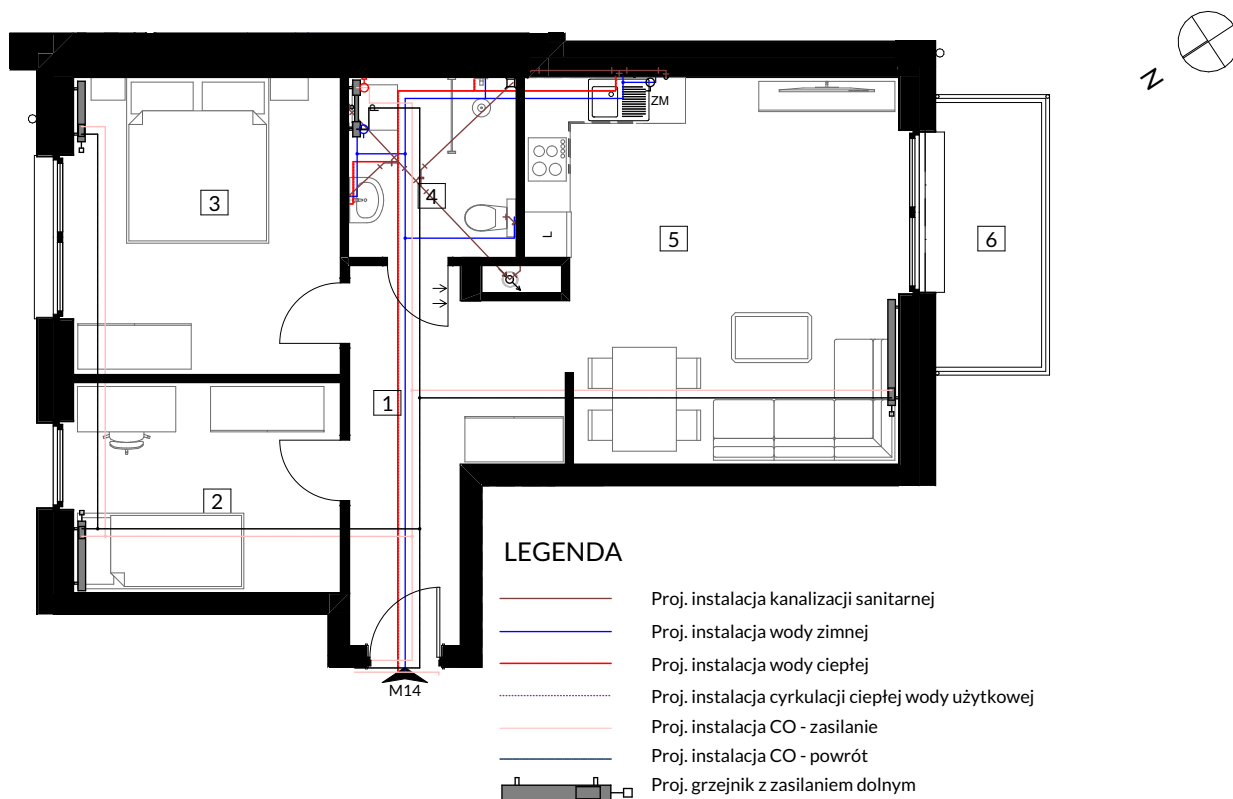 N
ZM
3
4
5
6
L
1
2
M14
LEGENDA
Proj. instalacja kanalizacji sanitarnej
Proj. instalacja wody zimnej
Proj. instalacja wody ciepłej
Proj. instalacja cyrkulacji ciepłej wody użytkowej
Proj. instalacja CO - zasilanie
Proj. instalacja CO - powrót
Proj. grzejnik z zasilaniem dolnym